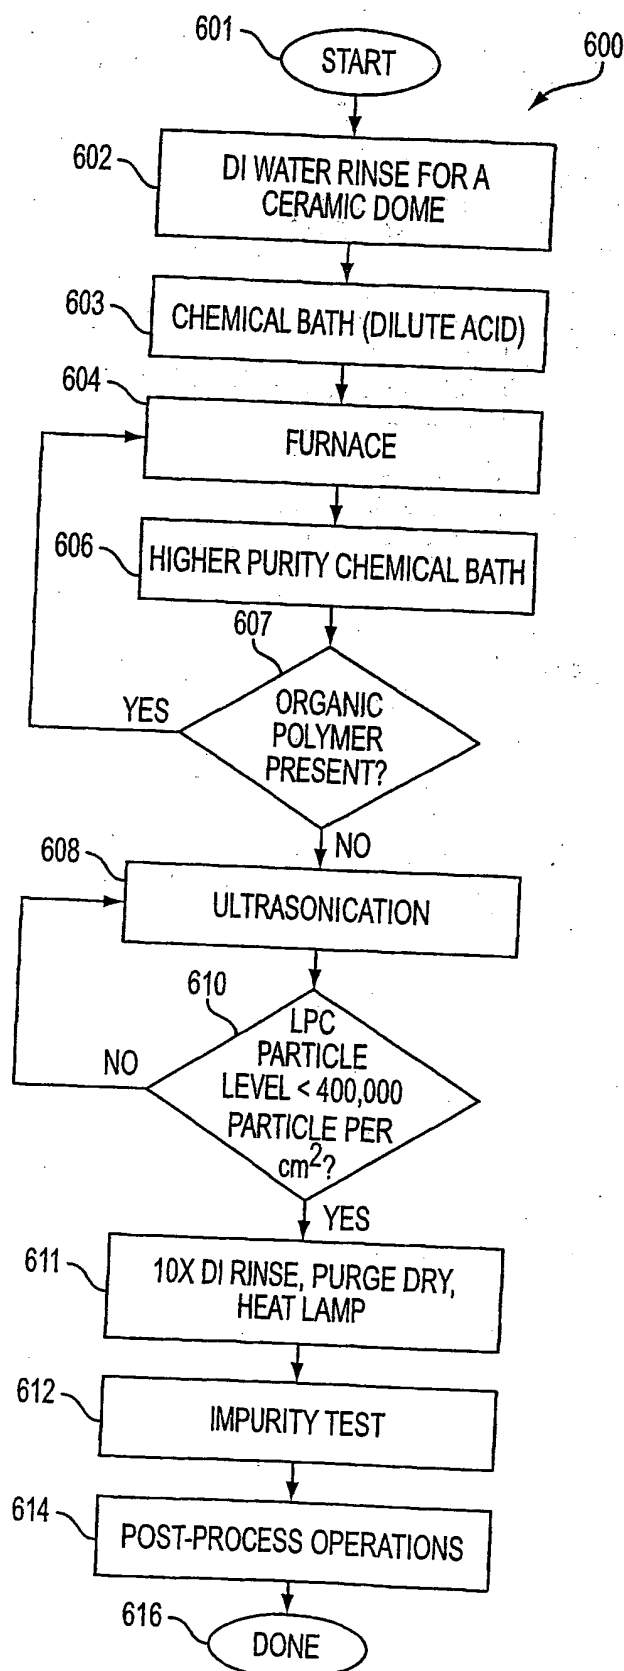 601
START
600
602
DI WATER RINSE FOR A
CERAMIC DOME
603
CHEMICAL BATH (DILUTE ACID)
604
FURNACE
606
HIGHER PURITY CHEMICAL BATH
607
YES
ORGANIC
POLYMER
PRESENT?
NO
608
ULTRASONICATION
610
NO
LPC
PARTICLE
LEVEL < 400,000
PARTICLE PER
cm²?
YES
611
10X DI RINSE, PURGE DRY,
HEAT LAMP
612
IMPURITY TEST
614
POST-PROCESS OPERATIONS
616
DONE